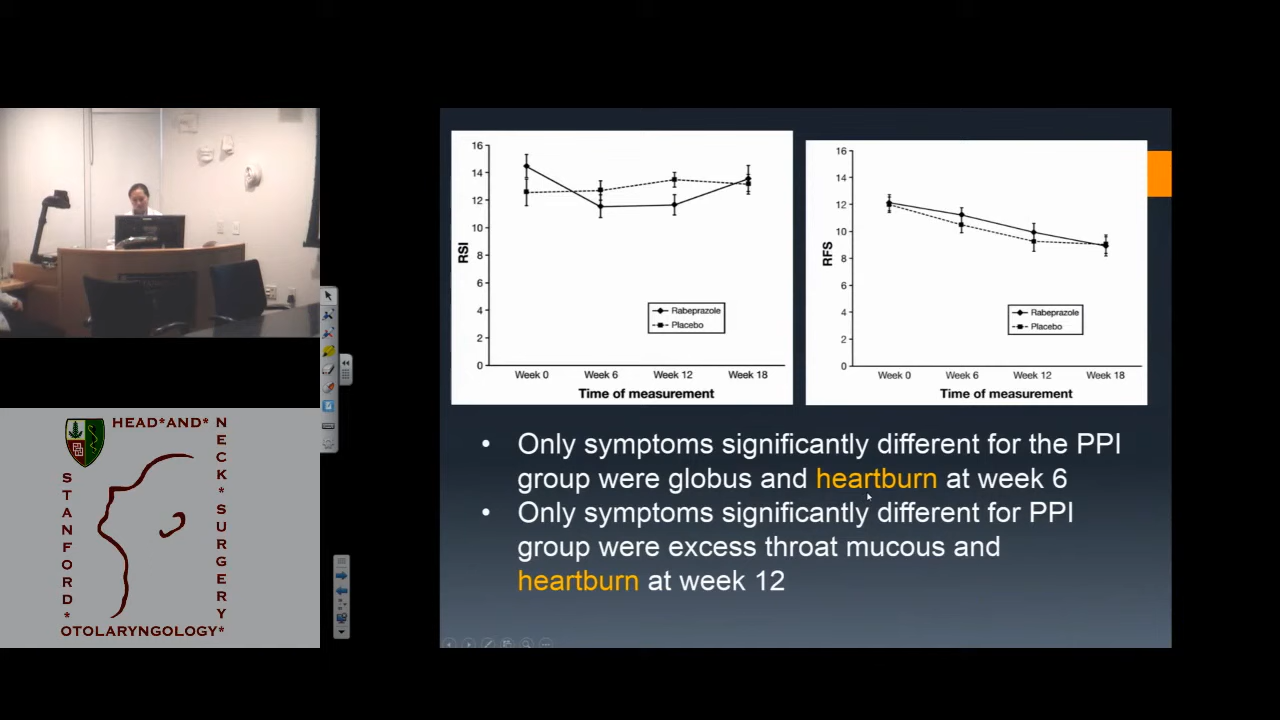 16
14
12
10
8
6
4
2
0
RSI
Rabeprazole
Placebo
Week 0 Week 6 Week 12 Week 18
Time of measurement
16
14
12
10
8
6
4
2
0
RFS
Rabeprazole
Placebo
Week 0 Week 6 Week 12 Week 18
Time of measurement
• Only symptoms significantly different for the PPI
group were globus and heartburn at week 6
• Only symptoms significantly different for PPI
group were excess throat mucous and
heartburn at week 12
STANFORD*
HEAD*AND*
NECK*SURGERY
OTOLARYNGOLOGY*